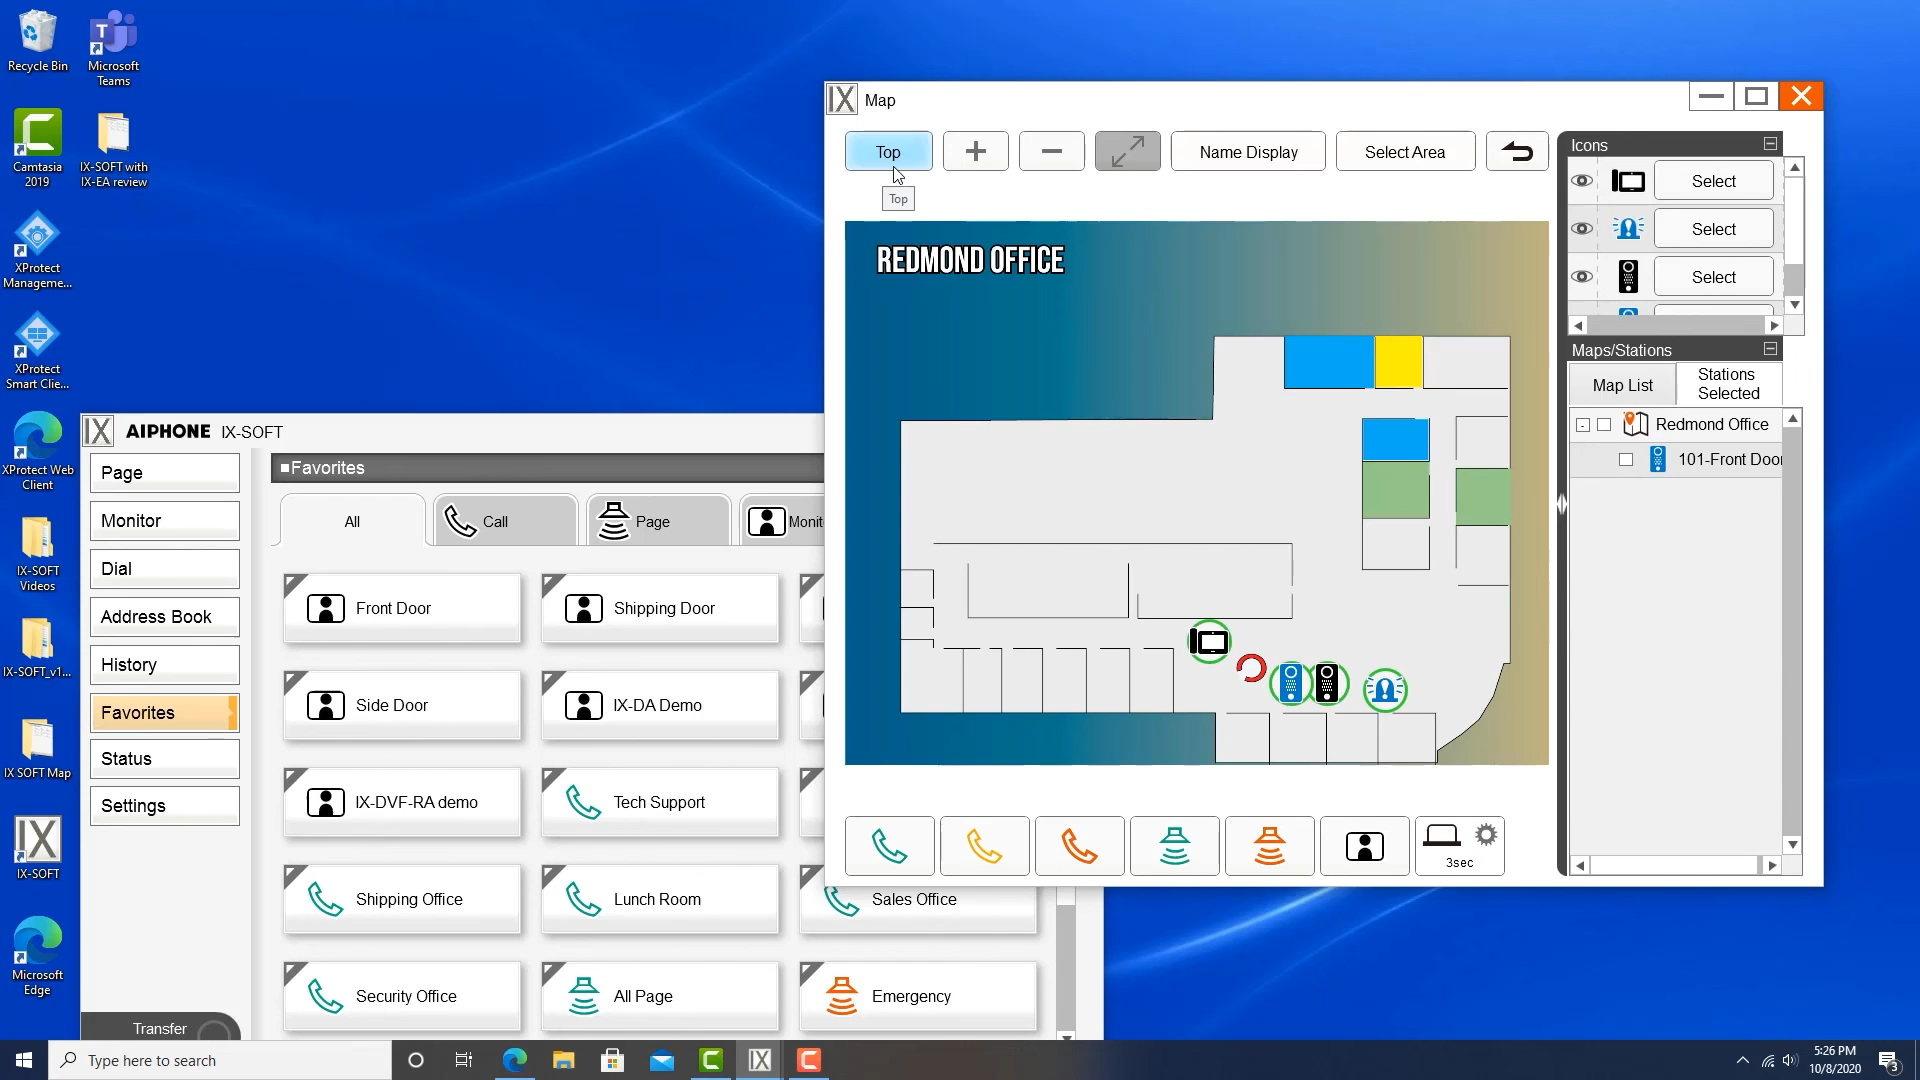 Recycle Bin
Microsoft
Teams
Camtasia
2019
IX-SOFT with
IX-EA review
XProtect
Manageme...
XProtect
Smart Clie...
XProtect Web
Client
IX-SOFT
Videos
IX-SOFT_v1...
IX SOFT Map
IX
IX-SOFT
Microsoft
Edge
IX AIPHONE IX-SOFT
Page
Monitor
Dial
Address Book
History
Favorites
Status
Settings
Transfer
■Favorites
All
Call
Page
Monit
Front Door
Shipping Door
Side Door
IX-DA Demo
IX-DVF-RA demo
Tech Support
Shipping Office
Lunch Room
Sales Office
Security Office
All Page
Emergency
IX Map
Top
Name Display
Select Area
Top
REDMOND OFFICE
3sec
Icons
Select
Select
Select
Maps/Stations
Map List
Stations
Selected
Redmond Office
101-Front Door
Type here to search
IX
5:26 PM
10/8/2020
3